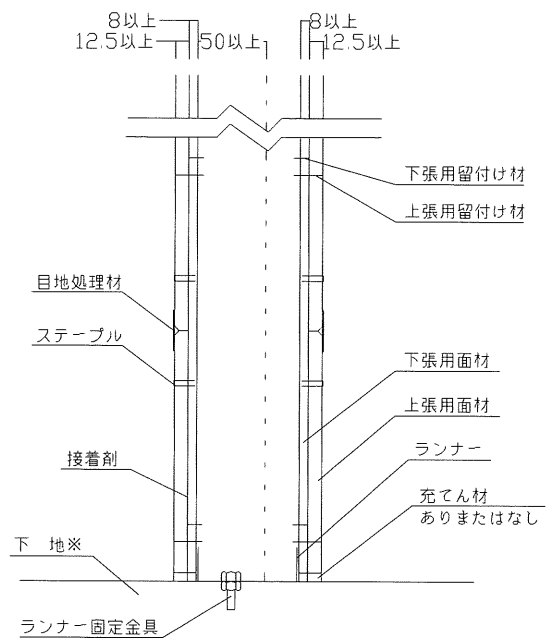 8以上
8以上
12.5以上
50以上
12.5以上
下張用留付け材
上張用留付け材
目地処理材
ステープル
下張用面材
上張用面材
接着剤
ランナー
充てん材
ありまたはなし
下 地※
ランナー固定金具